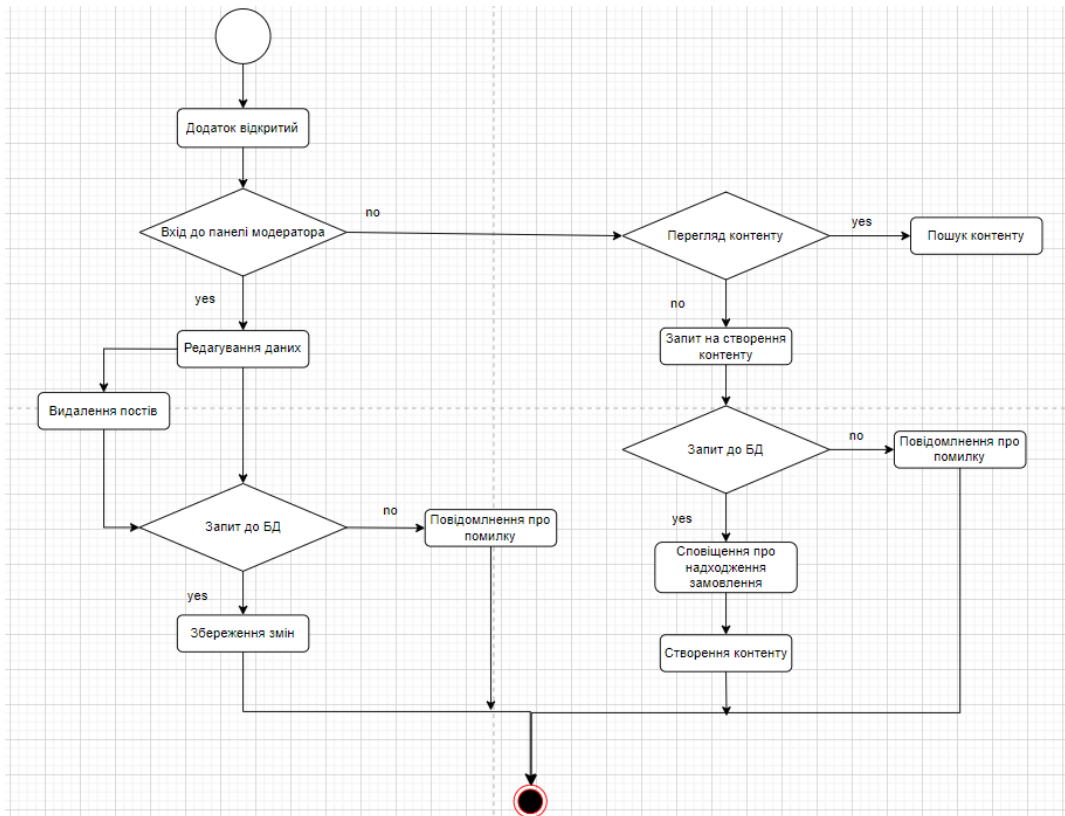 Додаток відкритий
Вхід до панелі модератора
no
Перегляд контенту
yes
Пошук контенту
yes
no
Редагування даних
Запит на створення
контенту
Видалення постів
Запит до БД
no
Повідомлнення про
помилку
Запит до БД
no
Повідомлнення про
помилку
yes
Сповіщення про
надходження
замовлення
yes
Збереження змін
Створення контенту